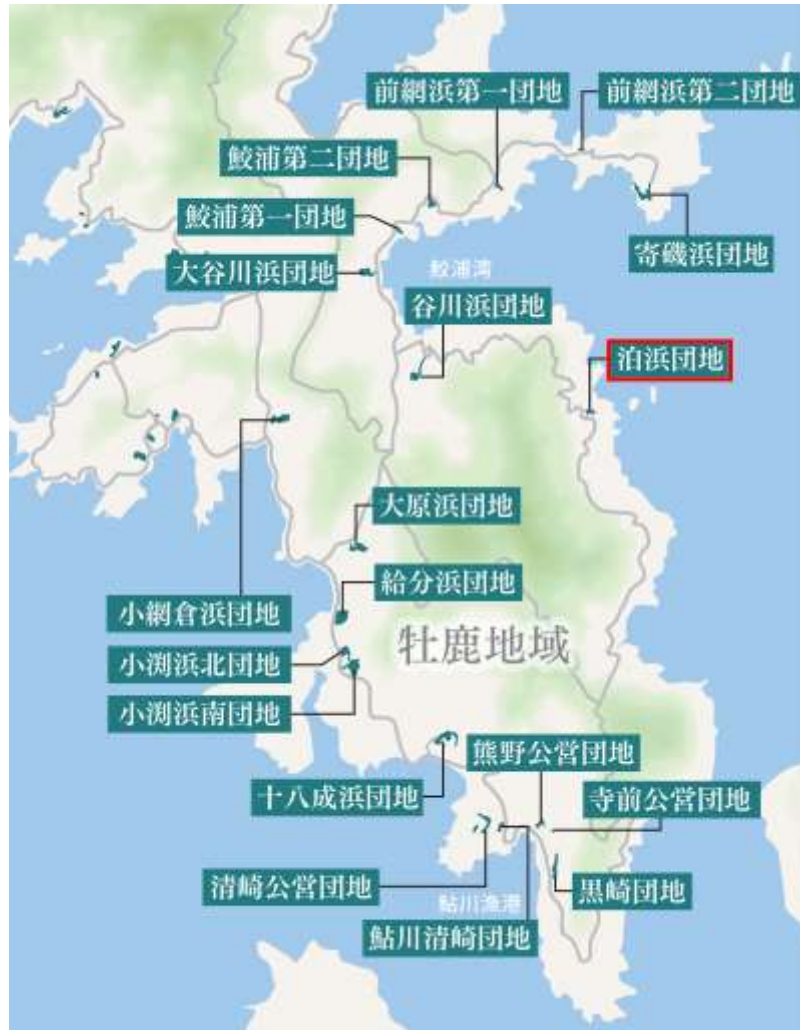 前網浜第一団地
前網浜第二団地
鮫浦第二団地
鮫浦第一団地
寄磯浜団地
大谷川浜団地
鮫浦湾
谷川浜団地
泊浜団地
大原浜団地
給分浜団地
小網倉浜団地
牡鹿地域
小渕浜北団地
小渕浜南団地
熊野公営団地
十八成浜団地
寺前公営団地
清崎公営団地
黒崎団地
鮎川漁港
鮎川清崎団地